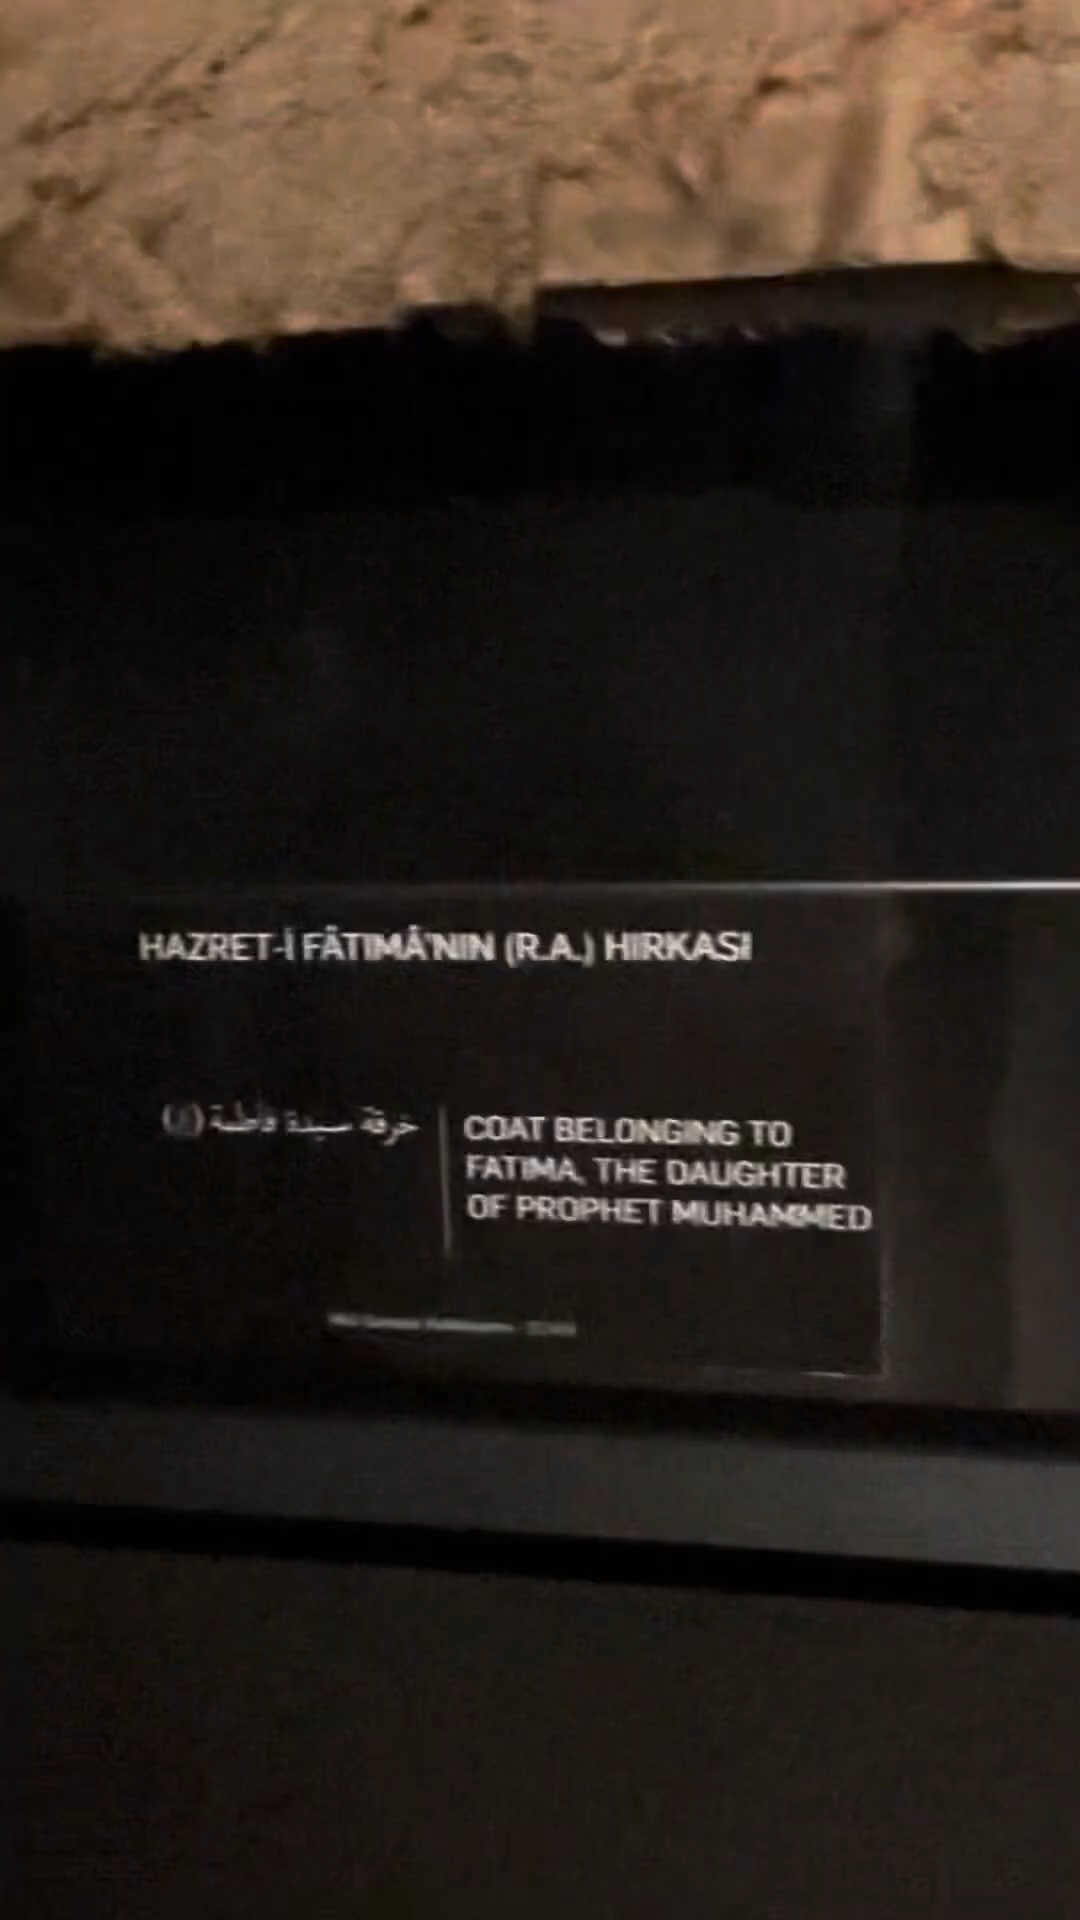 HAZRET-İ FÂTIMÂ'NIN (R.A.) HIRKASI
خرقة سيدة فاطمة
COAT BELONGING TO
FATIMA, THE DAUGHTER
OF PROPHET MUHAMMED